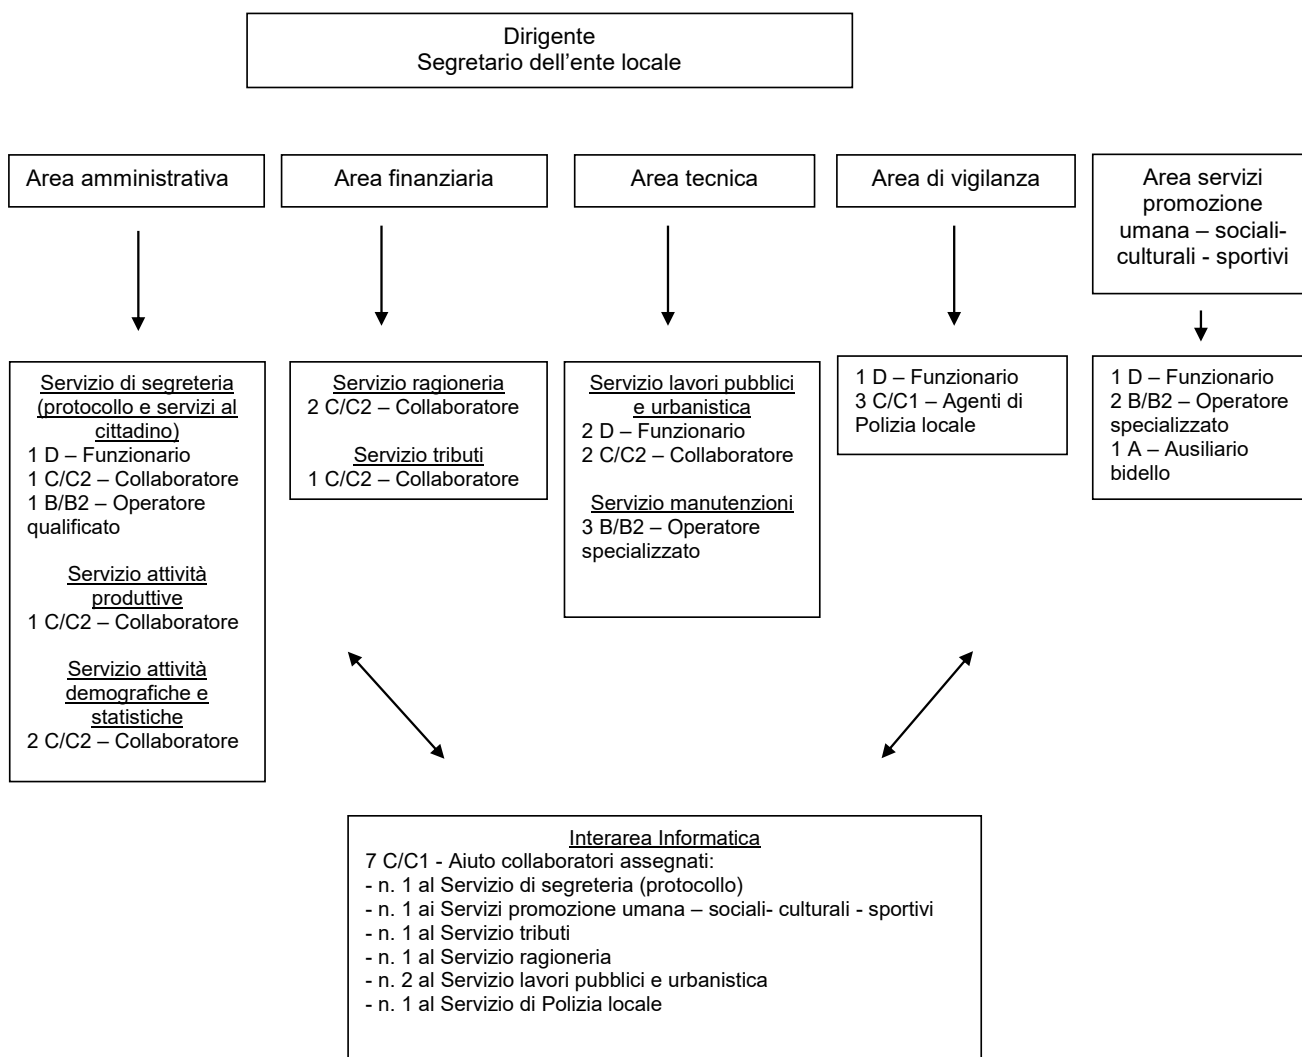 Dirigente
Segretario dell’ente locale
Area amministrativa
Area finanziaria
Area tecnica
Area di vigilanza
Area servizi
promozione
umana – sociali-
culturali - sportivi
Servizio di segreteria
(protocollo e servizi al
cittadino)
1 D – Funzionario
1 C/C2 – Collaboratore
1 B/B2 – Operatore
qualificato
Servizio attività
produttive
1 C/C2 – Collaboratore
Servizio attività
demografiche e
statistiche
2 C/C2 – Collaboratore
Servizio ragioneria
2 C/C2 – Collaboratore
Servizio tributi
1 C/C2 – Collaboratore
Servizio lavori pubblici
e urbanistica
2 D – Funzionario
2 C/C2 – Collaboratore
Servizio manutenzioni
3 B/B2 – Operatore
specializzato
1 D – Funzionario
3 C/C1 – Agenti di
Polizia locale
1 D – Funzionario
2 B/B2 – Operatore
specializzato
1 A – Ausiliario
bidello
Interarea Informatica
7 C/C1 - Aiuto collaboratori assegnati:
- n. 1 al Servizio di segreteria (protocollo)
- n. 1 ai Servizi promozione umana – sociali- culturali - sportivi
- n. 1 al Servizio tributi
- n. 1 al Servizio ragioneria
- n. 2 al Servizio lavori pubblici e urbanistica
- n. 1 al Servizio di Polizia locale